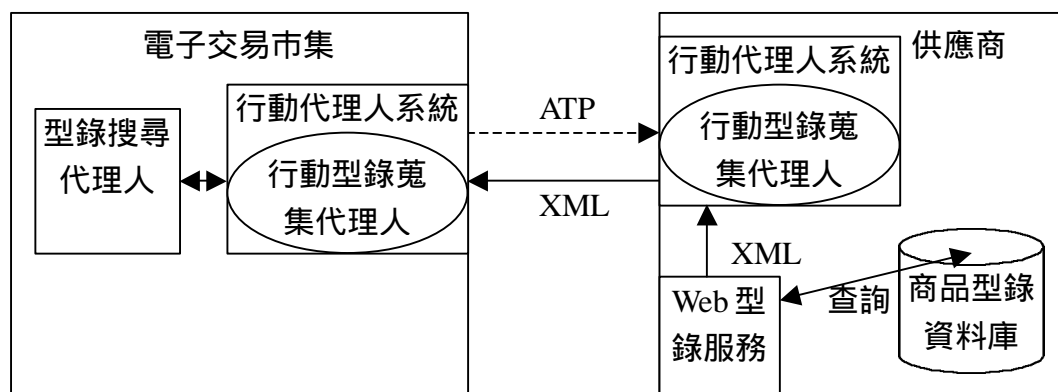 電子交易市集
型錄搜尋
代理人
行動代理人系統
行動型錄蒐
集代理人
ATP
XML
供應商
行動代理人系統
行動型錄蒐
集代理人
XML
Web 型
錄服務
查詢
商品型錄
資料庫